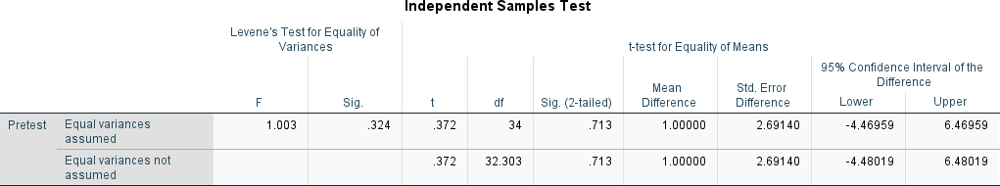 Independent Samples Test
Levene's Test for Equality of
Variances
t-test for Equality of Means
95% Confidence Interval of the
Difference
F Sig. t df Sig. (2-tailed) Mean
Difference Std. Error
Difference Lower Upper
Pretest Equal variances
assumed 1.003 .324 .372 34 .713 1.00000 2.69140 -4.46959 6.46959
Equal variances not
assumed .372 32.303 .713 1.00000 2.69140 -4.48019 6.48019